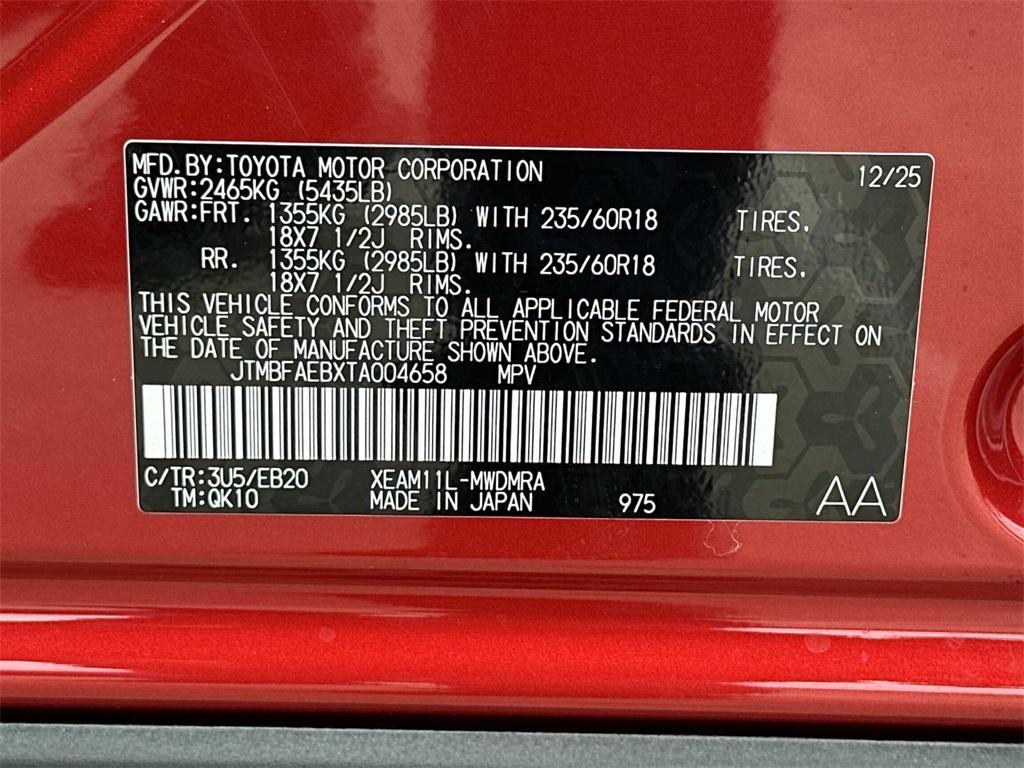 MFD.BY:TOYOTA MOTOR CORPORATION 12/25
GVWR:2465KG (5435LB)
GAWR:FRT. 1355KG (2985LB) WITH 235/60R18 TIRES.
18X7 1/2J RIMS.
RR. 1355KG (2985LB) WITH 235/60R18 TIRES.
18X7 1/2J RIMS.
THIS VEHICLE CONFORMS TO ALL APPLICABLE FEDERAL MOTOR
VEHICLE SAFETY AND THEFT PREVENTION STANDARDS IN EFFECT ON
THE DATE OF MANUFACTURE SHOWN ABOVE.
JTMBFAEBXTA004658 MPV
C/TR:3U5/EB20 XEAM11L-MWDMRA
TM:QK10 MADE IN JAPAN 975 AA